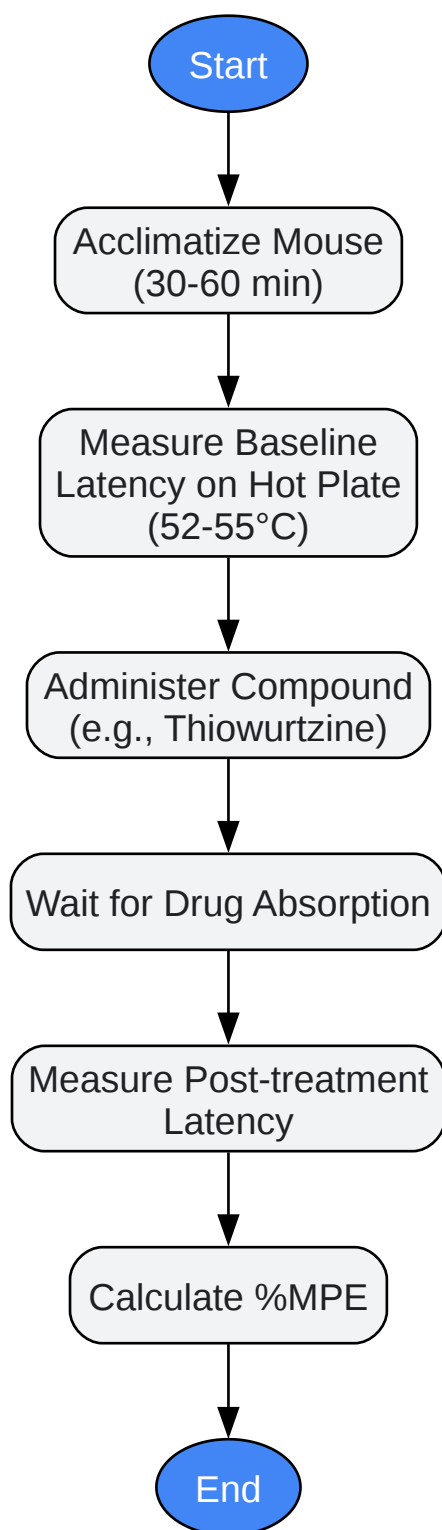 Start
Acclimatize Mouse
(30-60 min)
Measure Baseline
Latency on Hot Plate
(52-55°C)
Administer Compound
(e.g., Thiowurtzine)
Wait for Drug Absorption
Measure Post-treatment
Latency
Calculate %MPE
End